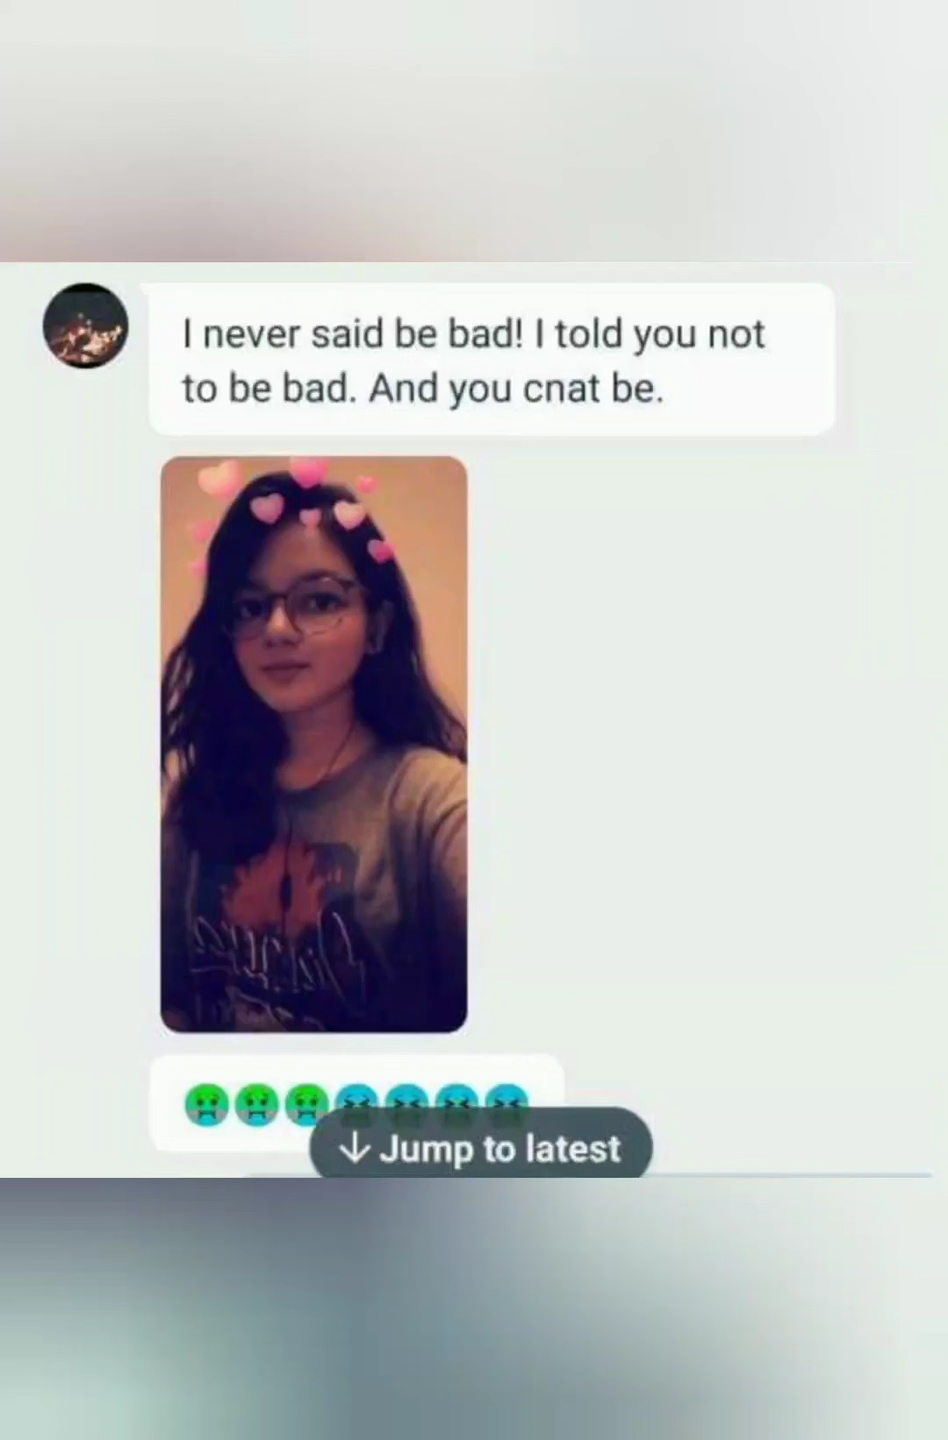 I never said be bad! I told you not
to be bad. And you cnat be.
↓ Jump to latest